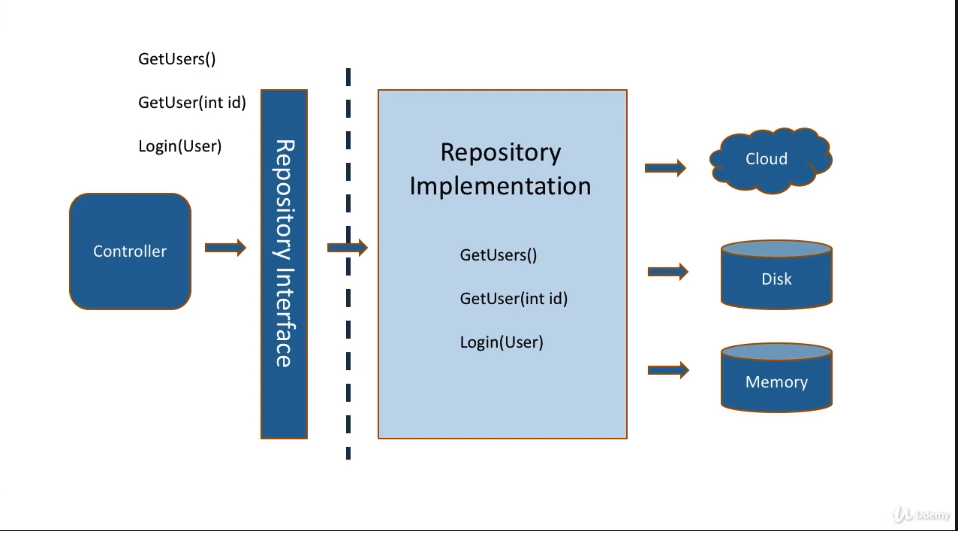 GetUsers()
GetUser(int id)
Login(User)
Controller
Repository Interface
Repository
Implementation
GetUsers()
GetUser(int id)
Login(User)
Cloud
Disk
Memory
Udemy